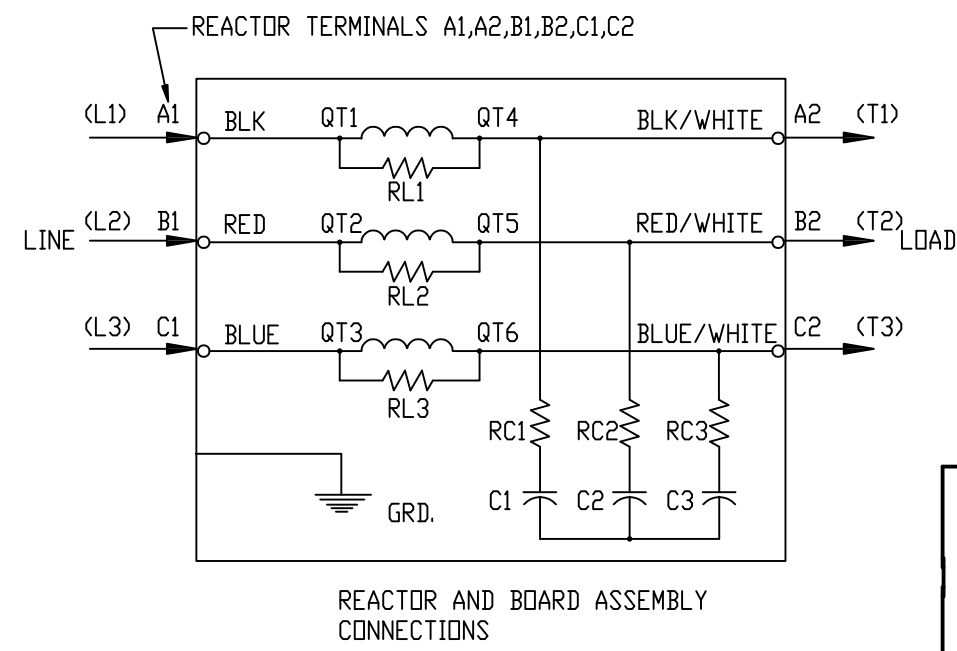 REACTOR TERMINALS A1,A2,B1,B2,C1,C2
(L1) A1 BLK QT1 QT4 BLK/WHITE A2 (T1)
RL1
LINE (L2) B1 RED QT2 QT5 RED/WHITE B2 (T2) LOAD
RL2
(L3) C1 BLUE QT3 QT6 BLUE/WHITE C2 (T3)
RL3
RC1 RC2 RC3
C1 C2 C3
GRD.
REACTOR AND BOARD ASSEMBLY
CONNECTIONS